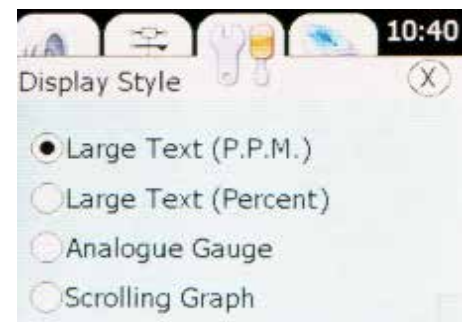 10:40
Display Style
(X)
Large Text (P.P.M.)
Large Text (Percent)
Analogue Gauge
Scrolling Graph